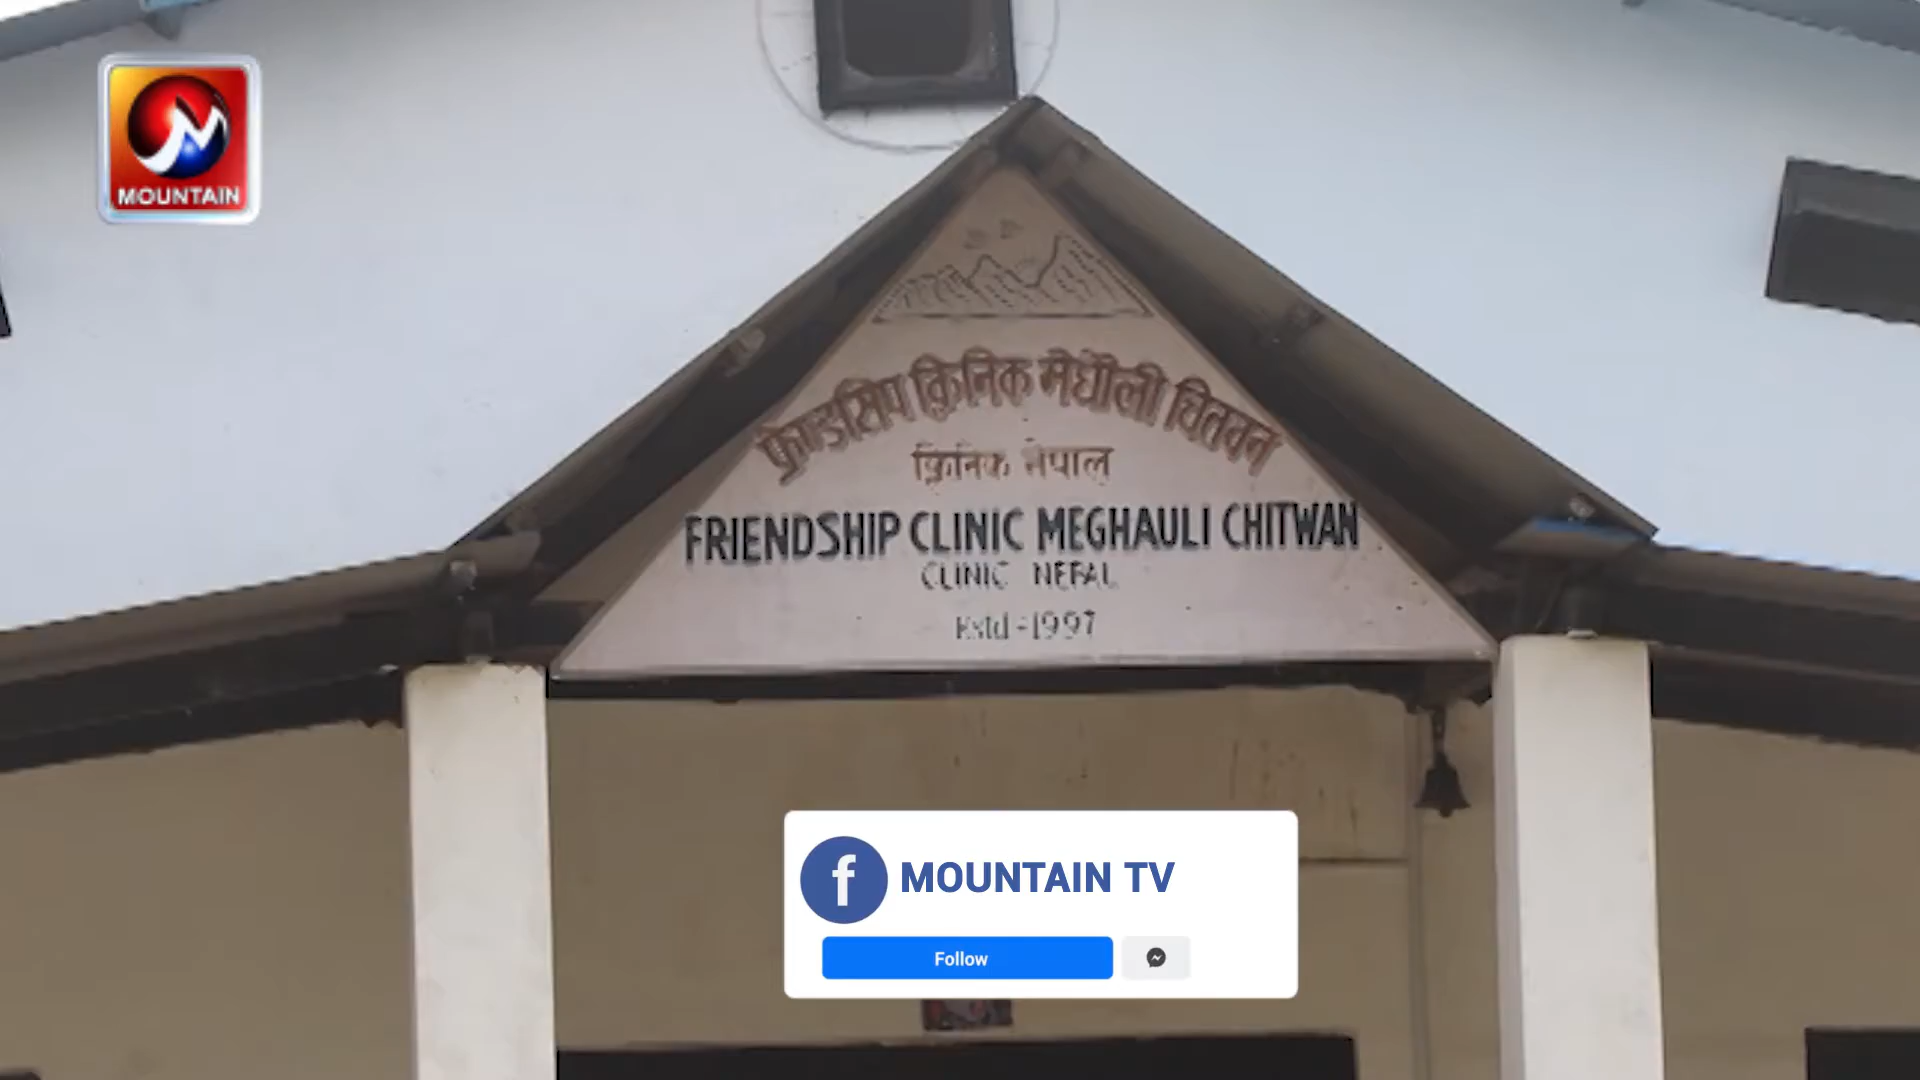 MOUNTAIN
फ्रेण्डसिप क्लिनिक मेघौली चितवन
क्लिनिक नेपाल
FRIENDSHIP CLINIC MEGHAULI CHITWAN
CLINIC NEPAL
Estd - 1997
MOUNTAIN TV
Follow